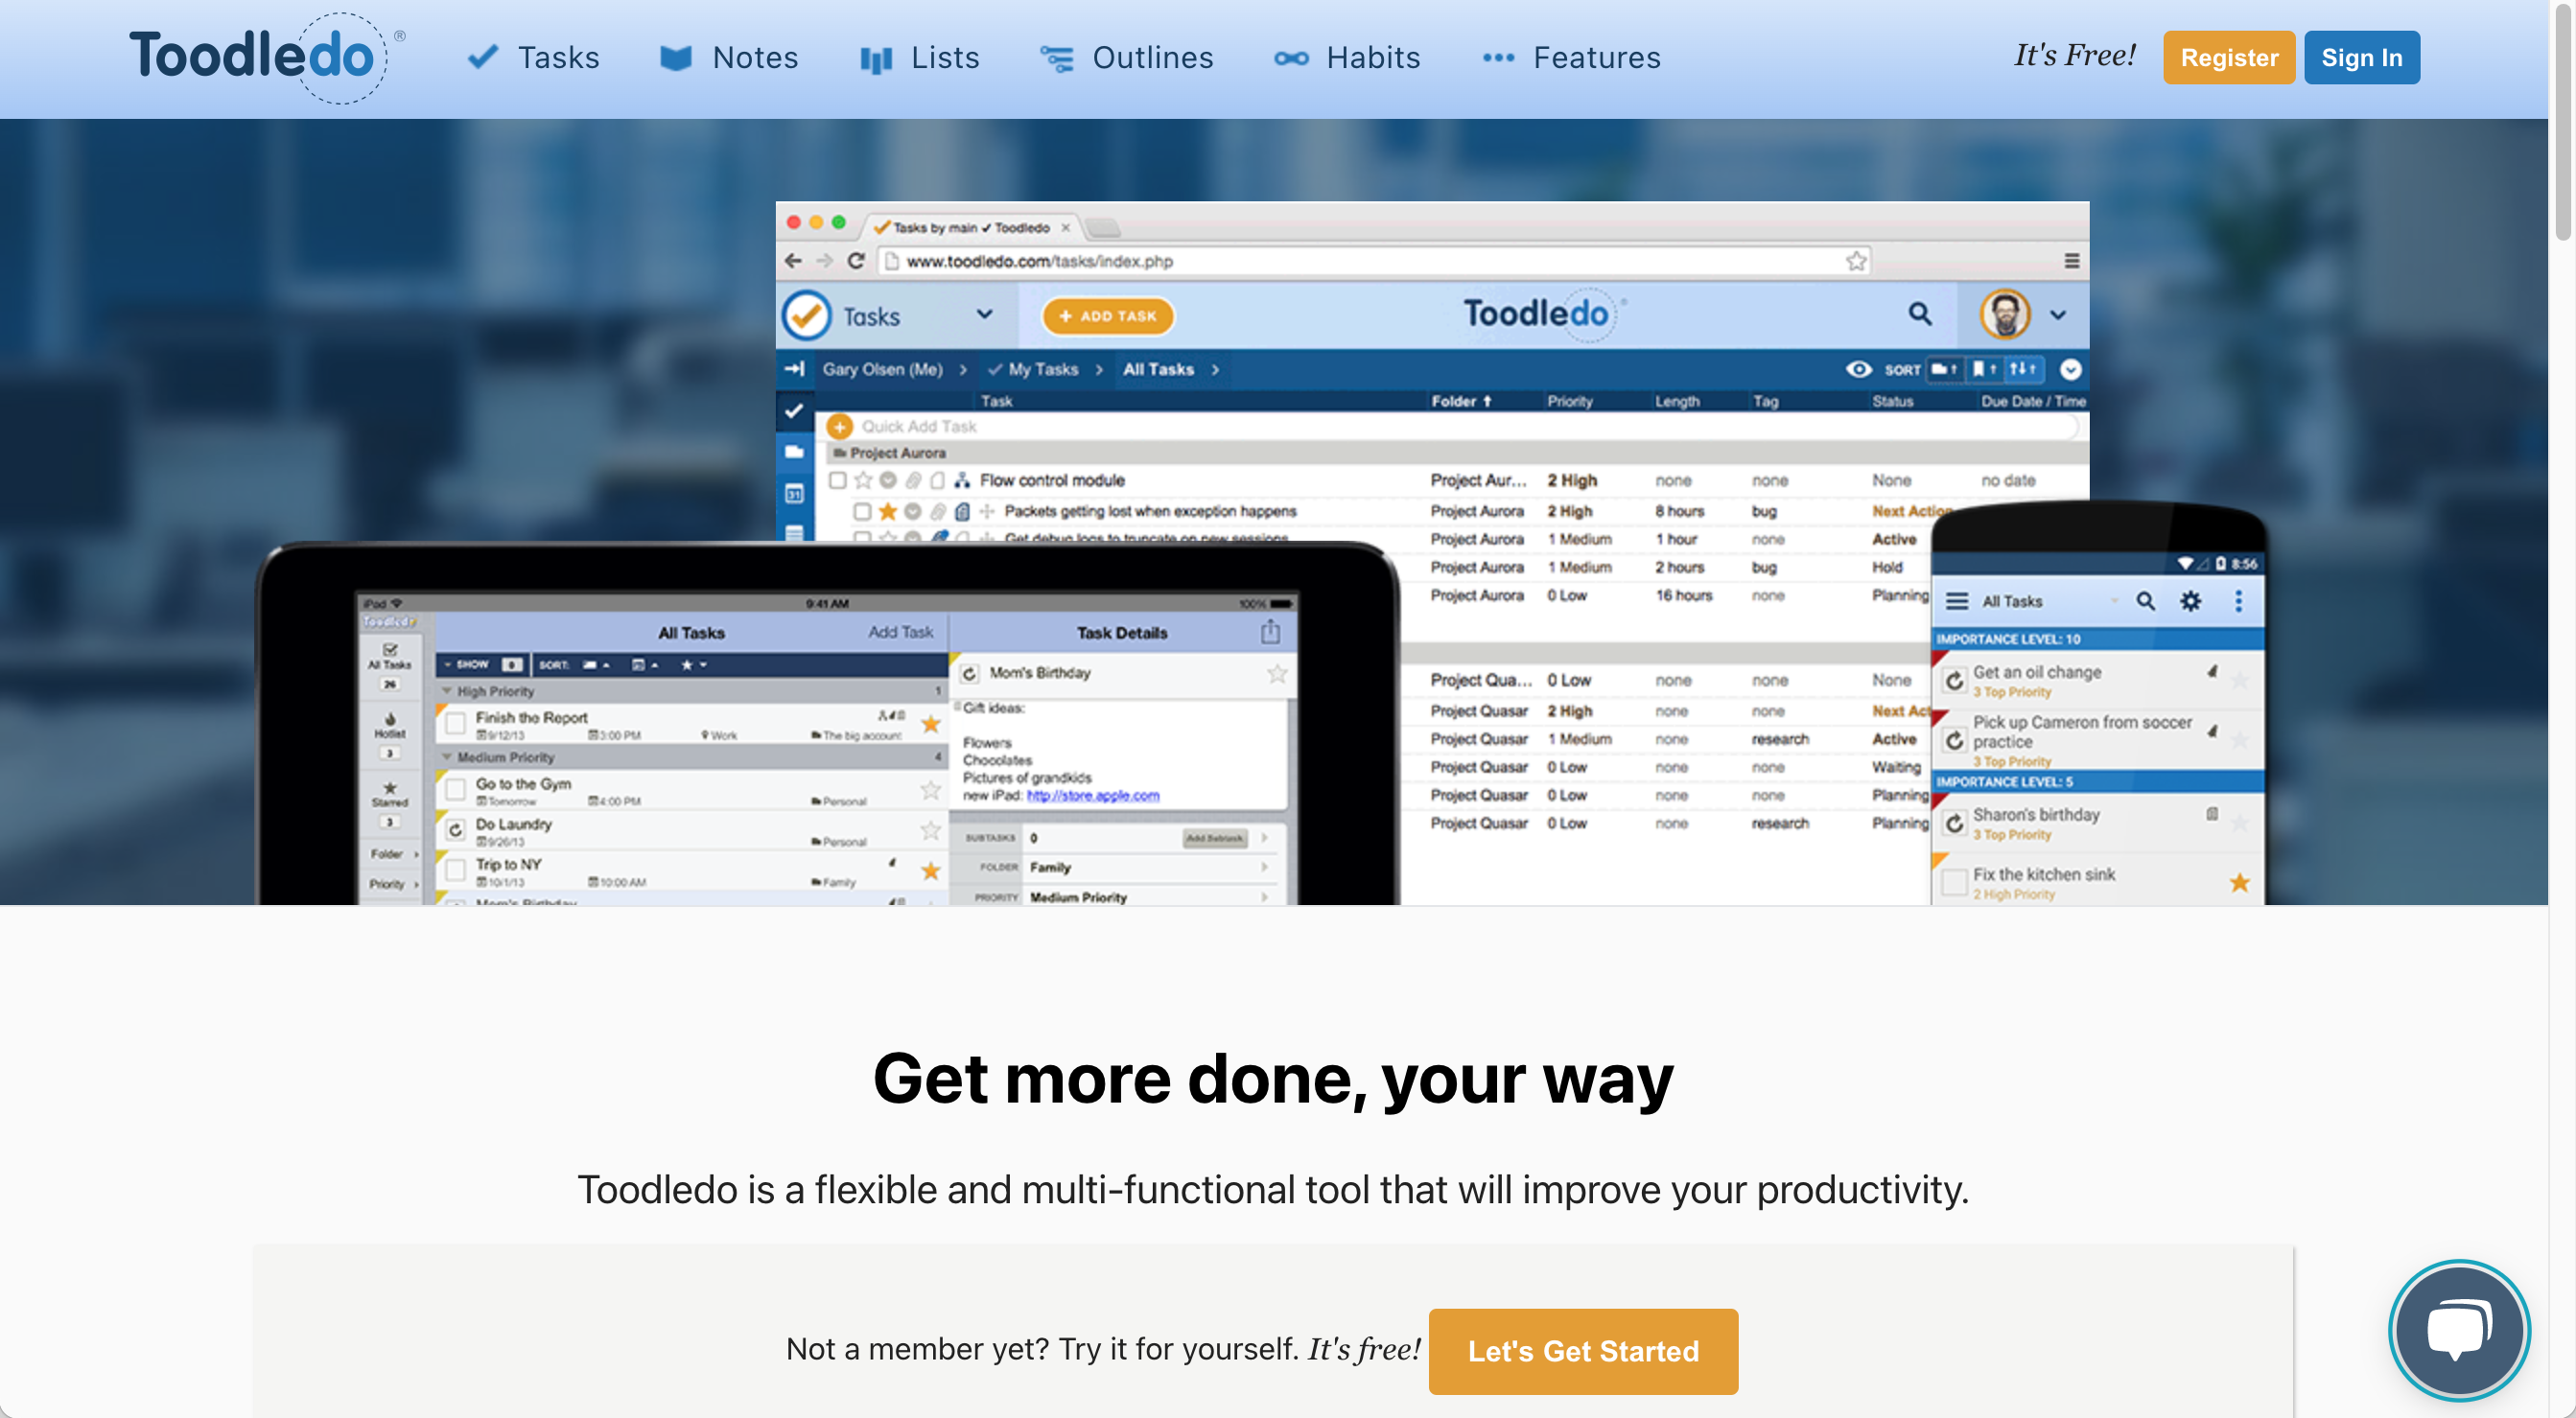 Toodledo ®
Tasks
Notes
Lists
Outlines
Habits
Features
It's Free!
Register
Sign In
Tasks by main ✓ Toodledo ×
www.toodledo.com/tasks/index.php
Tasks
+ ADD TASK
Toodledo
Gary Olsen (Me) > My Tasks > All Tasks >
SORT
Task Folder ↑ Priority Length Tag Status Due Date / Time
Quick Add Task
Project Aurora
Flow control module Project Aur... 2 High none none None no date
Packets getting lost when exception happens Project Aurora 2 High 8 hours bug Next Action
Get debug logs to truncate on new sessions Project Aurora 1 Medium 1 hour none Active
Project Aurora 1 Medium 2 hours bug Hold
Project Aurora 0 Low 16 hours none Planning
Project Qua... 0 Low none none None
Project Quasar 2 High none none Next Act
Project Quasar 1 Medium none research Active
Project Quasar 0 Low none none Waiting
Project Quasar 0 Low none none Planning
Project Quasar 0 Low none research Planning
iPad 9:41 AM 100%
Toodledo
All Tasks
26
Hotlist
3
Starred
3
Folder >
Priority >
All Tasks Add Task
SHOW 0 SORT:
High Priority 1
Finish the Report
9/12/13 3:00 PM Work The big account
Medium Priority 4
Go to the Gym
Tomorrow 4:00 PM Personal
Do Laundry
9/26/13 Personal
Trip to NY
10/1/13 10:00 AM Family
Mom's Birthday
Task Details
Mom's Birthday
Gift ideas:
Flowers
Chocolates
Pictures of grandkids
new iPad: http://store.apple.com
SUBTASKS 0 Add Subtask
FOLDER Family
PRIORITY Medium Priority
8:56
All Tasks
IMPORTANCE LEVEL: 10
Get an oil change
3 Top Priority
Pick up Cameron from soccer
practice
3 Top Priority
IMPORTANCE LEVEL: 5
Sharon's birthday
3 Top Priority
Fix the kitchen sink
2 High Priority
Get more done, your way
Toodledo is a flexible and multi-functional tool that will improve your productivity.
Not a member yet? Try it for yourself. It's free!
Let's Get Started